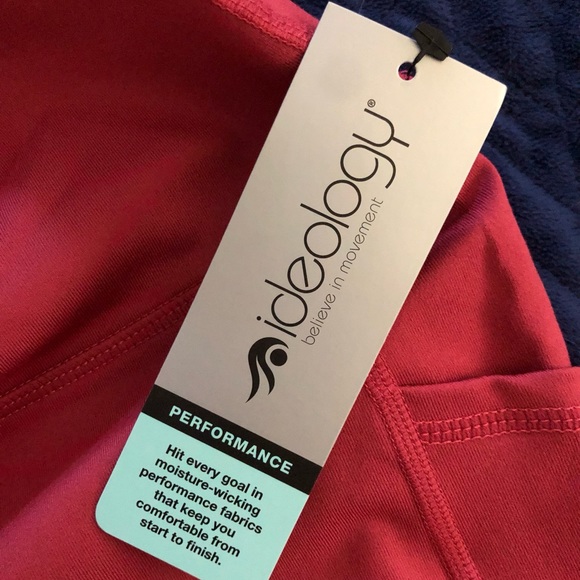 ideology®
believe in movement
PERFORMANCE
Hit every goal in
moisture-wicking
performance fabrics
that keep you
comfortable from
start to finish.